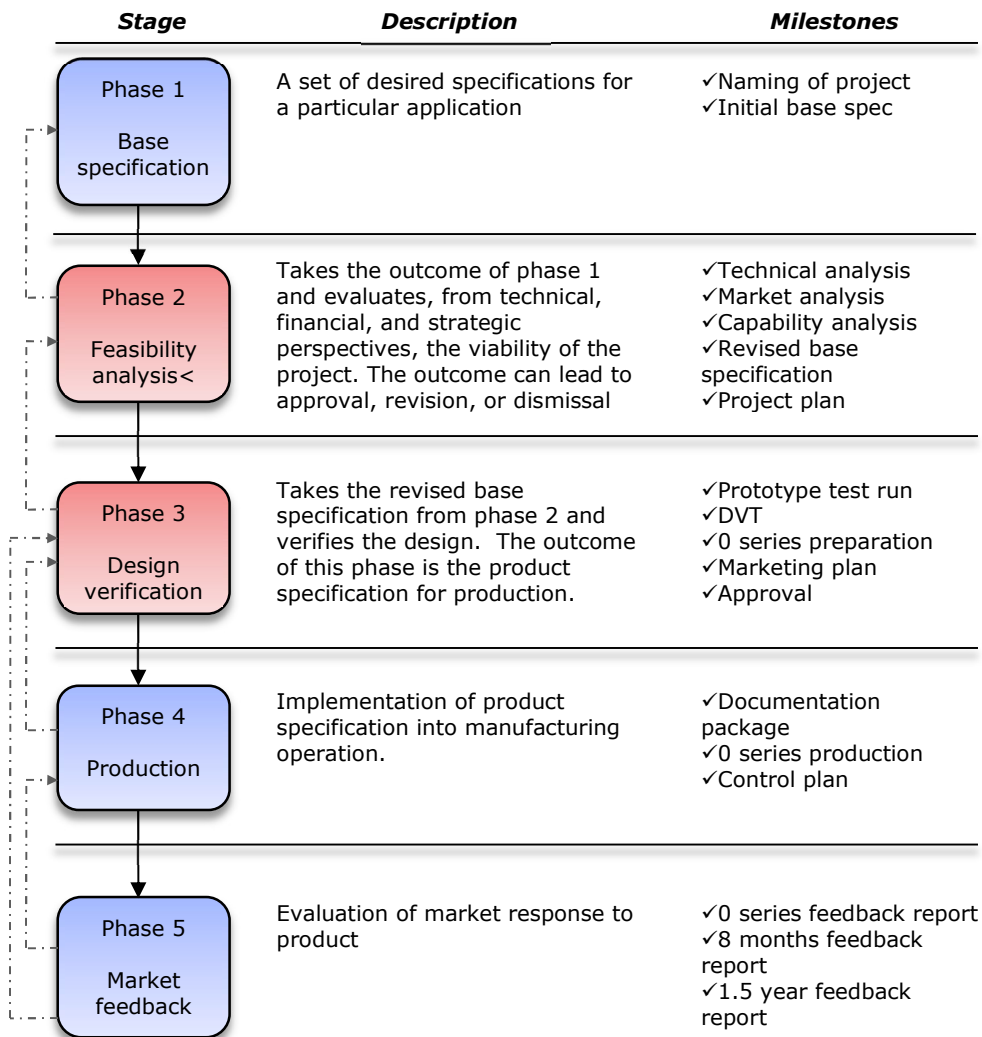 Stage Description Milestones
Phase 1
Base
specification
A set of desired specifications for
a particular application
✓Naming of project
✓Initial base spec
Phase 2
Feasibility
analysis<
Takes the outcome of phase 1
and evaluates, from technical,
financial, and strategic
perspectives, the viability of the
project. The outcome can lead to
approval, revision, or dismissal
✓Technical analysis
✓Market analysis
✓Capability analysis
✓Revised base
specification
✓Project plan
Phase 3
Design
verification
Takes the revised base
specification from phase 2 and
verifies the design.  The outcome
of this phase is the product
specification for production.
✓Prototype test run
✓DVT
✓0 series preparation
✓Marketing plan
✓Approval
Phase 4
Production
Implementation of product
specification into manufacturing
operation.
✓Documentation
package
✓0 series production
✓Control plan
Phase 5
Market
feedback
Evaluation of market response to
product
✓0 series feedback report
✓8 months feedback
report
✓1.5 year feedback
report